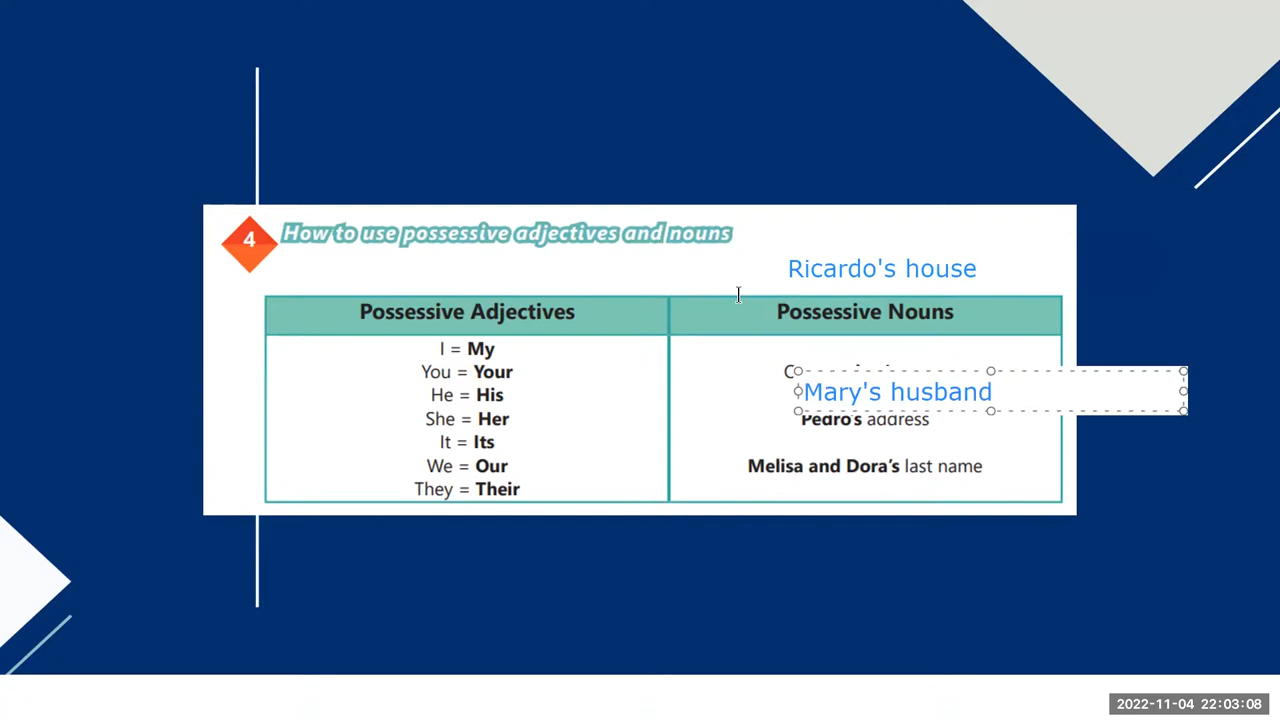 4
How to use possessive adjectives and nouns
Ricardo's house
Possessive Adjectives
Possessive Nouns
I = My
You = Your
He = His
She = Her
It = Its
We = Our
They = Their
Mary's husband
Pedro's address
Melisa and Dora's last name
2022-11-04 22:03:08